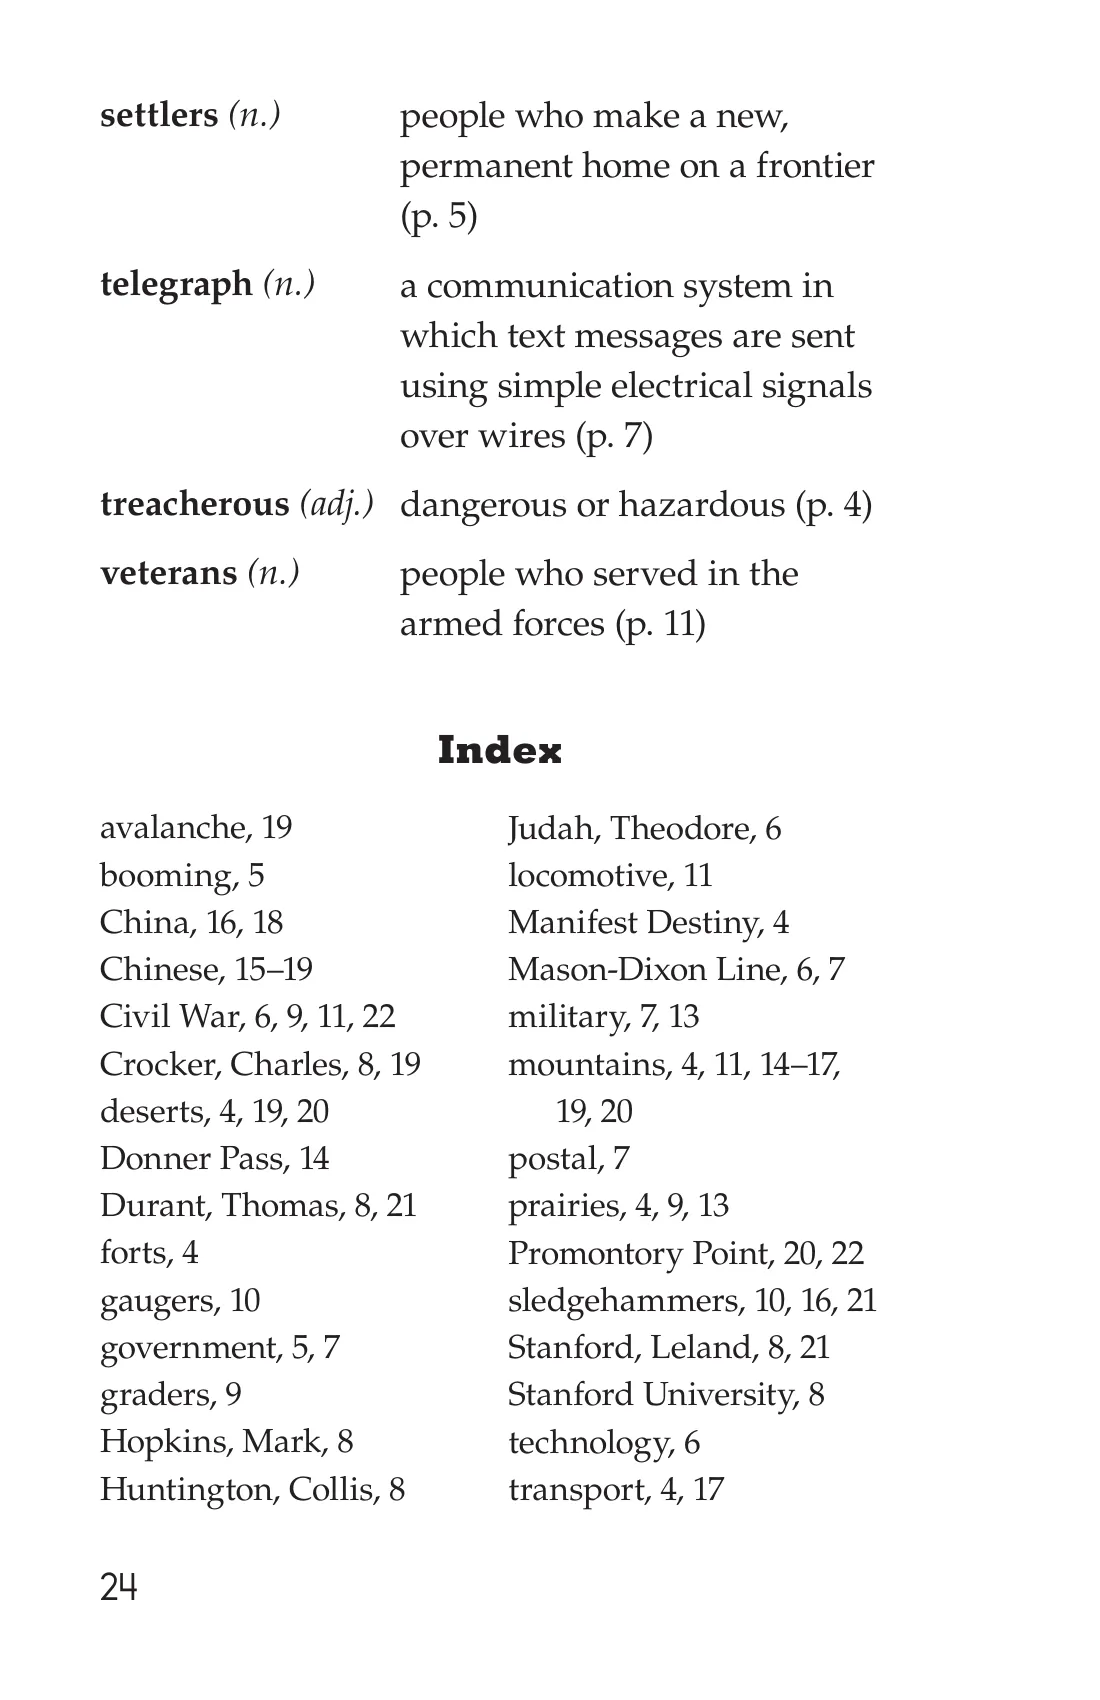 settlers (n.) people who make a new,
permanent home on a frontier
(p. 5)
telegraph (n.) a communication system in
which text messages are sent
using simple electrical signals
over wires (p. 7)
treacherous (adj.) dangerous or hazardous (p. 4)
veterans (n.) people who served in the
armed forces (p. 11)
Index
avalanche, 19
booming, 5
China, 16, 18
Chinese, 15–19
Civil War, 6, 9, 11, 22
Crocker, Charles, 8, 19
deserts, 4, 19, 20
Donner Pass, 14
Durant, Thomas, 8, 21
forts, 4
gaugers, 10
government, 5, 7
graders, 9
Hopkins, Mark, 8
Huntington, Collis, 8
Judah, Theodore, 6
locomotive, 11
Manifest Destiny, 4
Mason-Dixon Line, 6, 7
military, 7, 13
mountains, 4, 11, 14–17,
19, 20
postal, 7
prairies, 4, 9, 13
Promontory Point, 20, 22
sledgehammers, 10, 16, 21
Stanford, Leland, 8, 21
Stanford University, 8
technology, 6
transport, 4, 17
24